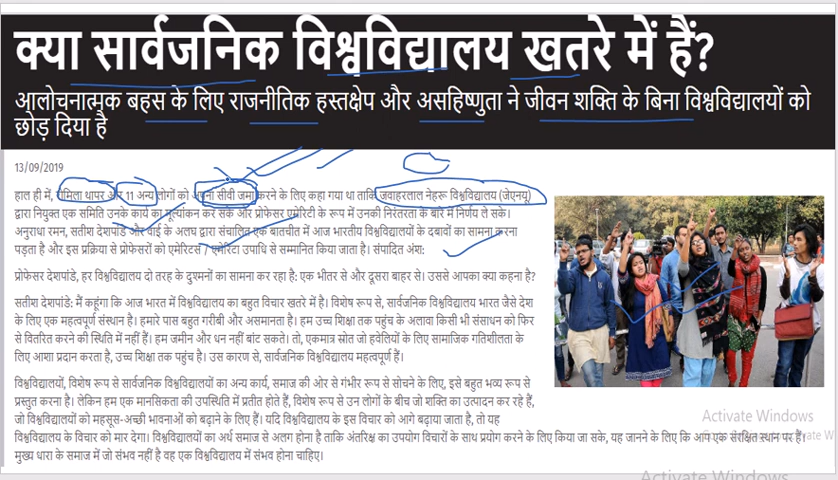 क्या सार्वजनिक विश्वविद्यालय खतरे में हैं?
आलोचनात्मक बहस के लिए राजनीतिक हस्तक्षेप और असहिष्णुता ने जीवन शक्ति के बिना विश्वविद्यालयों को
छोड़ दिया है
13/09/2019
हाल ही में, रोमिला थापर और 11 अन्य लोगों को अपना सीवी जमा करने के लिए कहा गया था ताकि जवाहरलाल नेहरू विश्वविद्यालय (जेएनयू)
द्वारा नियुक्त एक समिति उनके कार्य का मूल्यांकन कर सके और प्रोफेसर एमेरिटी के रूप में उनकी निरंतरता के बारे में निर्णय ले सके।
अनुराधा रमन, सतीश देशपांडे और वाई के अलघ द्वारा संचालित एक बातचीत में आज भारतीय विश्वविद्यालयों के दबावों का सामना करना
पड़ता है और इस प्रक्रिया से प्रोफेसरों को एमेरिटस / एमेरिटा उपाधि से सम्मानित किया जाता है। संपादित अंश:
प्रोफेसर देशपांडे, हर विश्वविद्यालय दो तरह के दुश्मनों का सामना कर रहा है: एक भीतर से और दूसरा बाहर से। उससे आपका क्या कहना है?
सतीश देशपांडे: मैं कहूंगा कि आज भारत में विश्वविद्यालय का बहुत विचार खतरे में है। विशेष रूप से, सार्वजनिक विश्वविद्यालय भारत जैसे देश
के लिए एक महत्वपूर्ण संस्थान है। हमारे पास बहुत गरीबी और असमानता है। हम उच्च शिक्षा तक पहुंच के अलावा किसी भी संसाधन को फिर
से वितरित करने की स्थिति में नहीं हैं। हम जमीन और धन नहीं बांट सकते। तो, एकमात्र स्रोत जो हवेलियों के लिए सामाजिक गतिशीलता के
लिए आशा प्रदान करता है, उच्च शिक्षा तक पहुंच है। उस कारण से, सार्वजनिक विश्वविद्यालय महत्वपूर्ण हैं।
विश्वविद्यालयों, विशेष रूप से सार्वजनिक विश्वविद्यालयों का अन्य कार्य, समाज की ओर से गंभीर रूप से सोचने के लिए, इसे बहुत भव्य रूप से
प्रस्तुत करना है। लेकिन हम एक मानसिकता की उपस्थिति में प्रतीत होते हैं, विशेष रूप से उन लोगों के बीच जो शक्ति का उत्पादन कर रहे हैं,
जो विश्वविद्यालयों को महसूस-अच्छी भावनाओं को बढ़ाने के लिए हैं। यदि विश्वविद्यालय के इस विचार को आगे बढ़ाया जाता है, तो यह
विश्वविद्यालय के विचार को मार देगा। विश्वविद्यालयों का अर्थ समाज से अलग होना है ताकि अंतरिक्ष का उपयोग विचारों के साथ प्रयोग करने के लिए किया जा सके, यह जानने के लिए कि आप एक संरक्षित स्थान पर हैं।
मुख्य धारा के समाज में जो संभव नहीं है वह एक विश्वविद्यालय में संभव होना चाहिए।
Activate Windows
Activate Windows